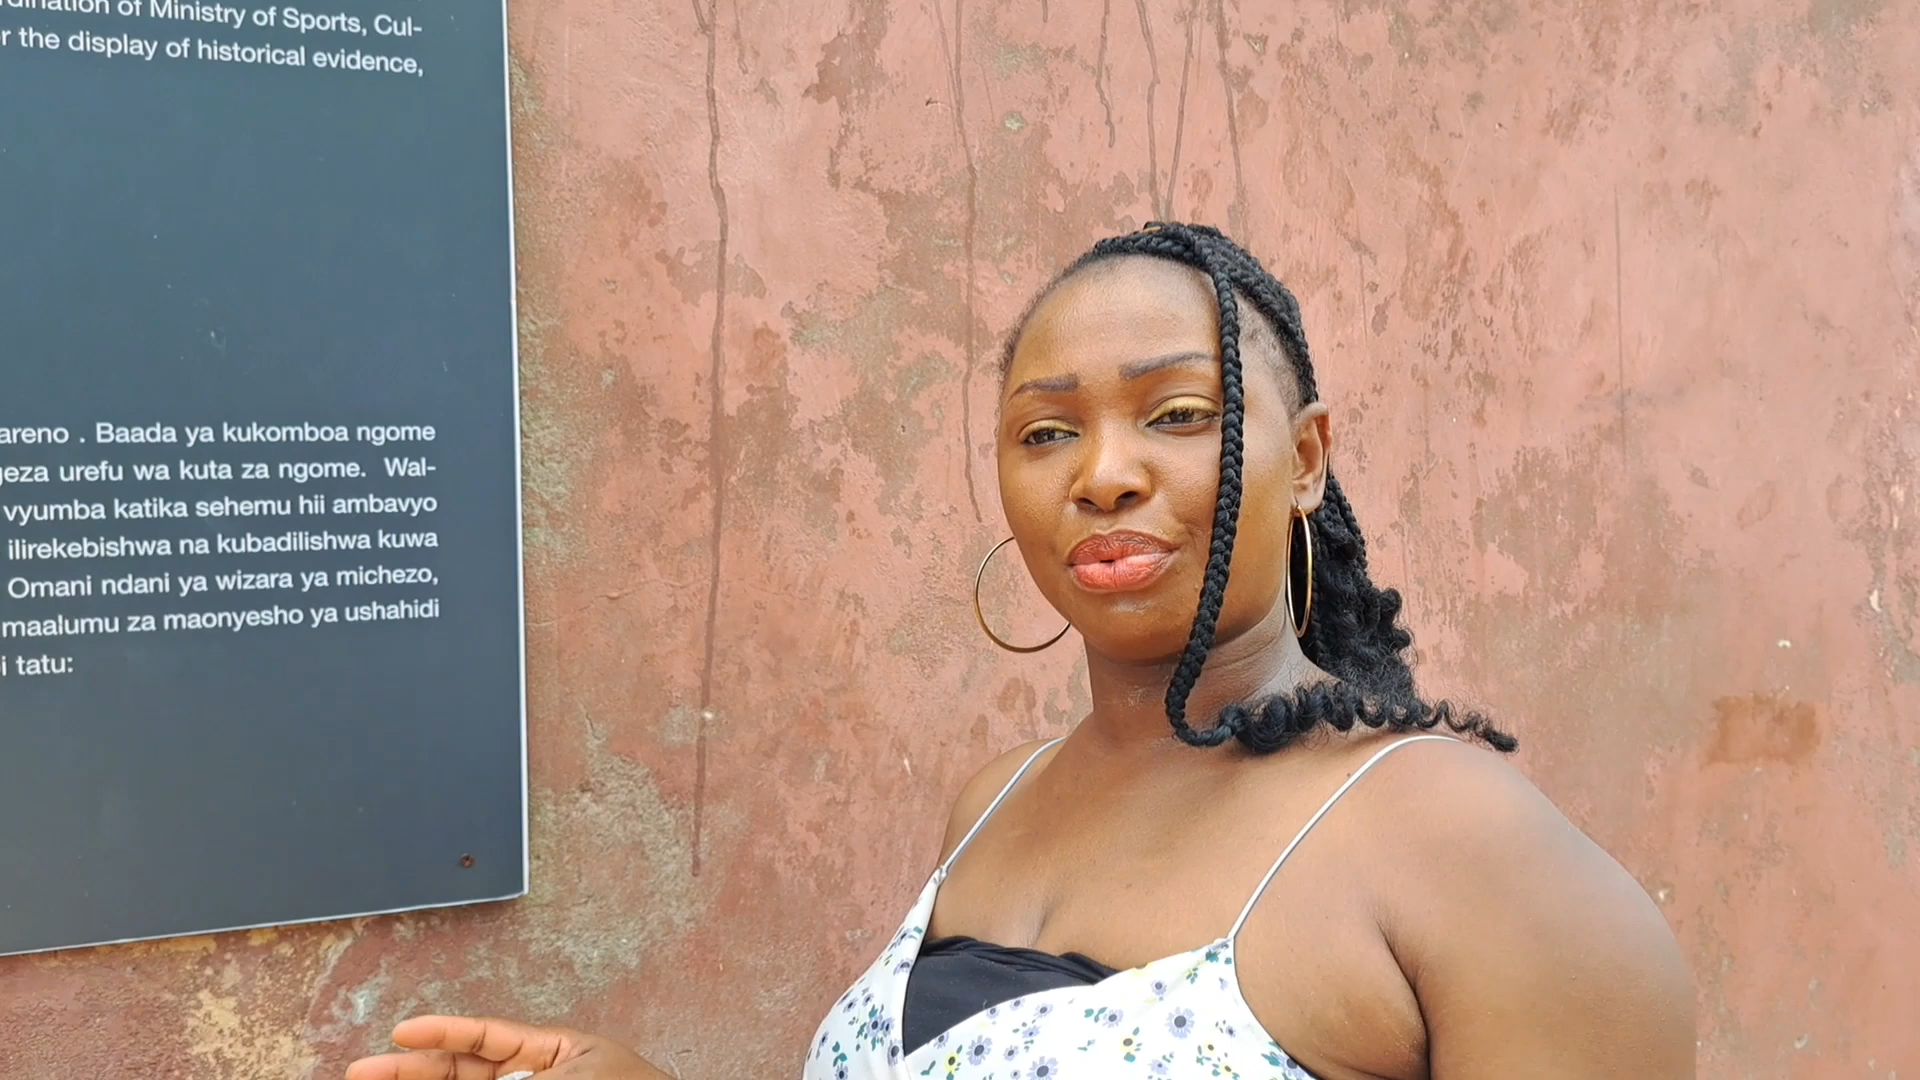 of Ministry of Sports, Cul-
r the display of historical evidence,
areno . Baada ya kukomboa ngome
geza urefu wa kuta za ngome. Wal-
vyumba katika sehemu hii ambavyo
ilirekebishwa na kubadilishwa kuwa
Omani ndani ya wizara ya michezo,
maalumu za maonyesho ya ushahidi
i tatu: